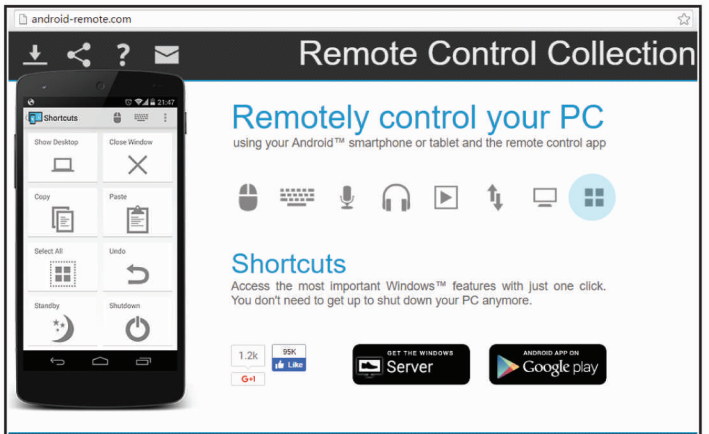 android-remote.com
Remote Control Collection
21:47
Shortcuts
Show Desktop
Close Window
Copy
Paste
Select All
Undo
Standby
Shutdown
Remotely control your PC
using your Android™ smartphone or tablet and the remote control app
Shortcuts
Access the most important Windows™ features with just one click.
You don't need to get up to shut down your PC anymore.
1.2k
G+1
95K
Like
GET THE WINDOWS
Server
ANDROID APP ON
Google play